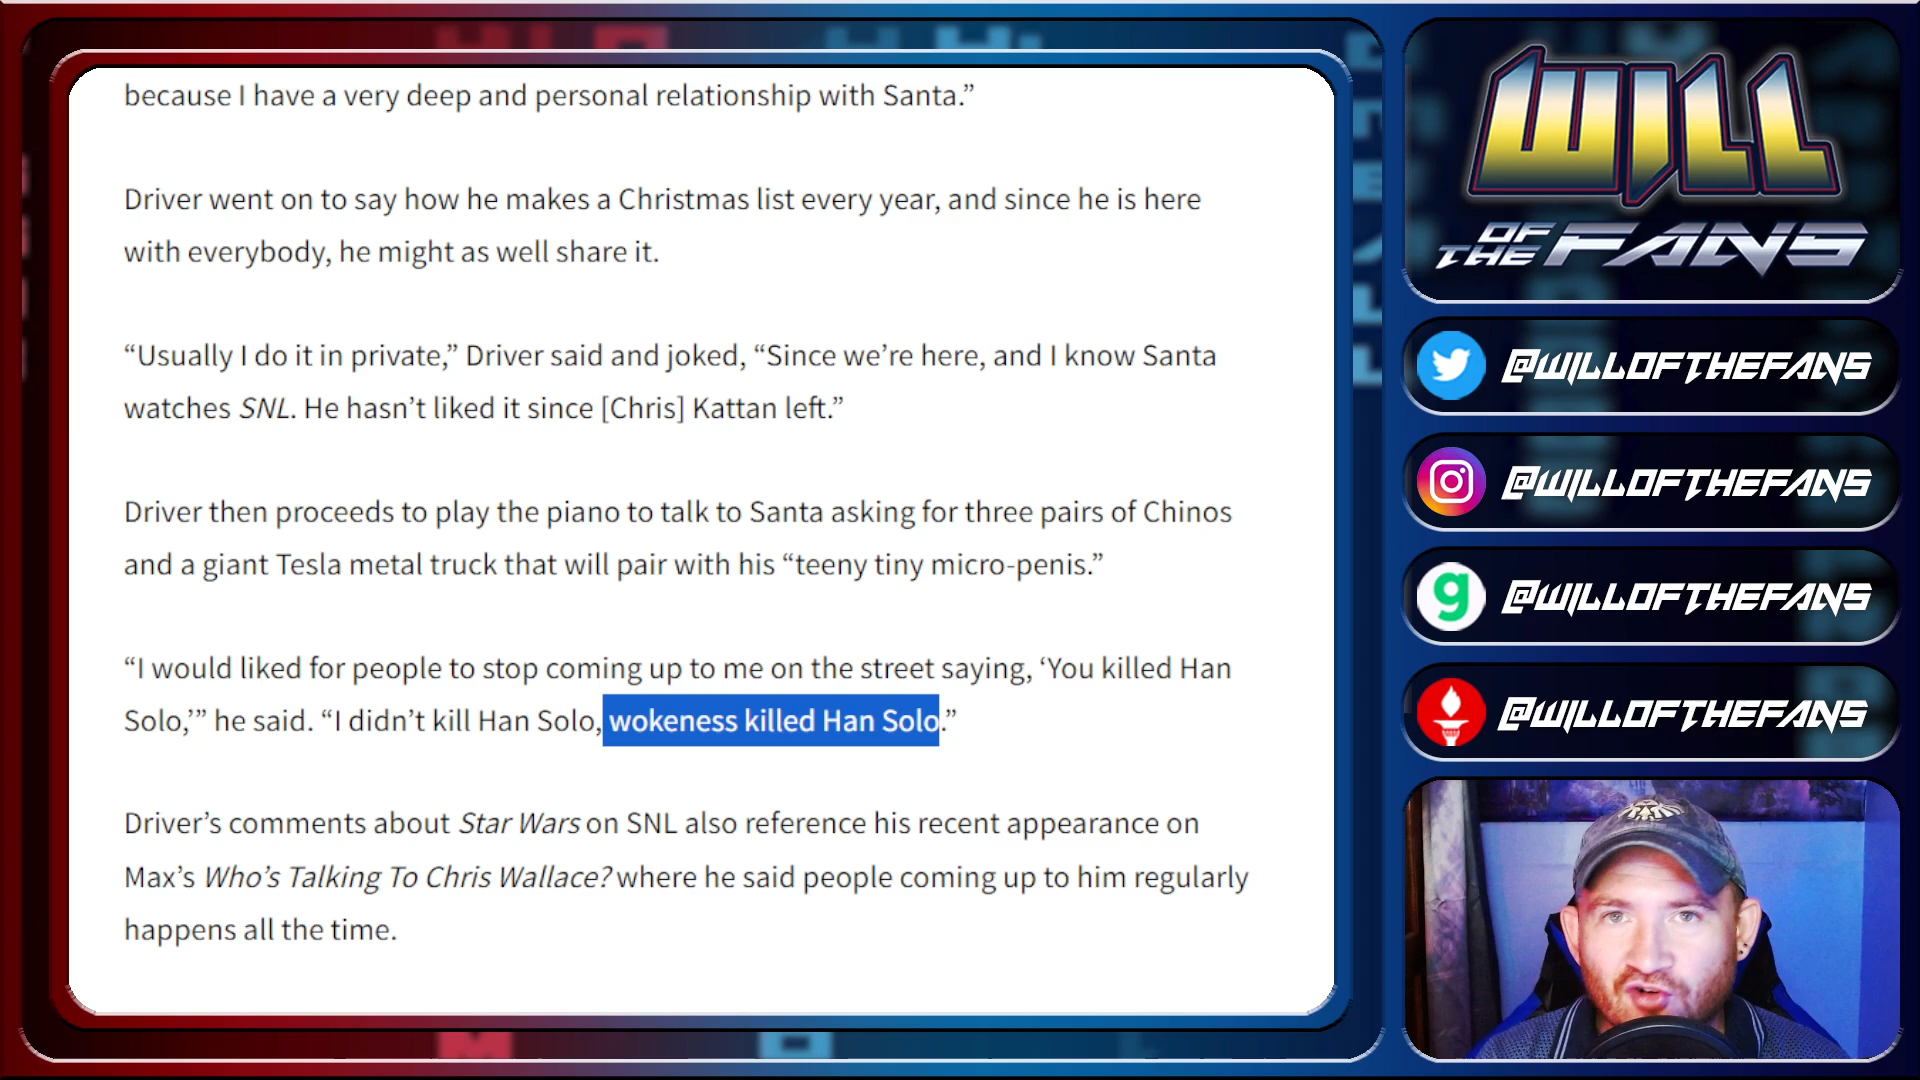 because I have a very deep and personal relationship with Santa.”
Driver went on to say how he makes a Christmas list every year, and since he is here
with everybody, he might as well share it.
“Usually I do it in private,” Driver said and joked, “Since we’re here, and I know Santa
watches SNL. He hasn’t liked it since [Chris] Kattan left.”
Driver then proceeds to play the piano to talk to Santa asking for three pairs of Chinos
and a giant Tesla metal truck that will pair with his “teeny tiny micro-penis.”
“I would liked for people to stop coming up to me on the street saying, ‘You killed Han
Solo,’” he said. “I didn’t kill Han Solo, wokeness killed Han Solo.”
Driver’s comments about Star Wars on SNL also reference his recent appearance on
Max’s Who’s Talking To Chris Wallace? where he said people coming up to him regularly
happens all the time.
WILL
OF THE FANS
@WILLOFTHEFANS
@WILLOFTHEFANS
g @WILLOFTHEFANS
@WILLOFTHEFANS